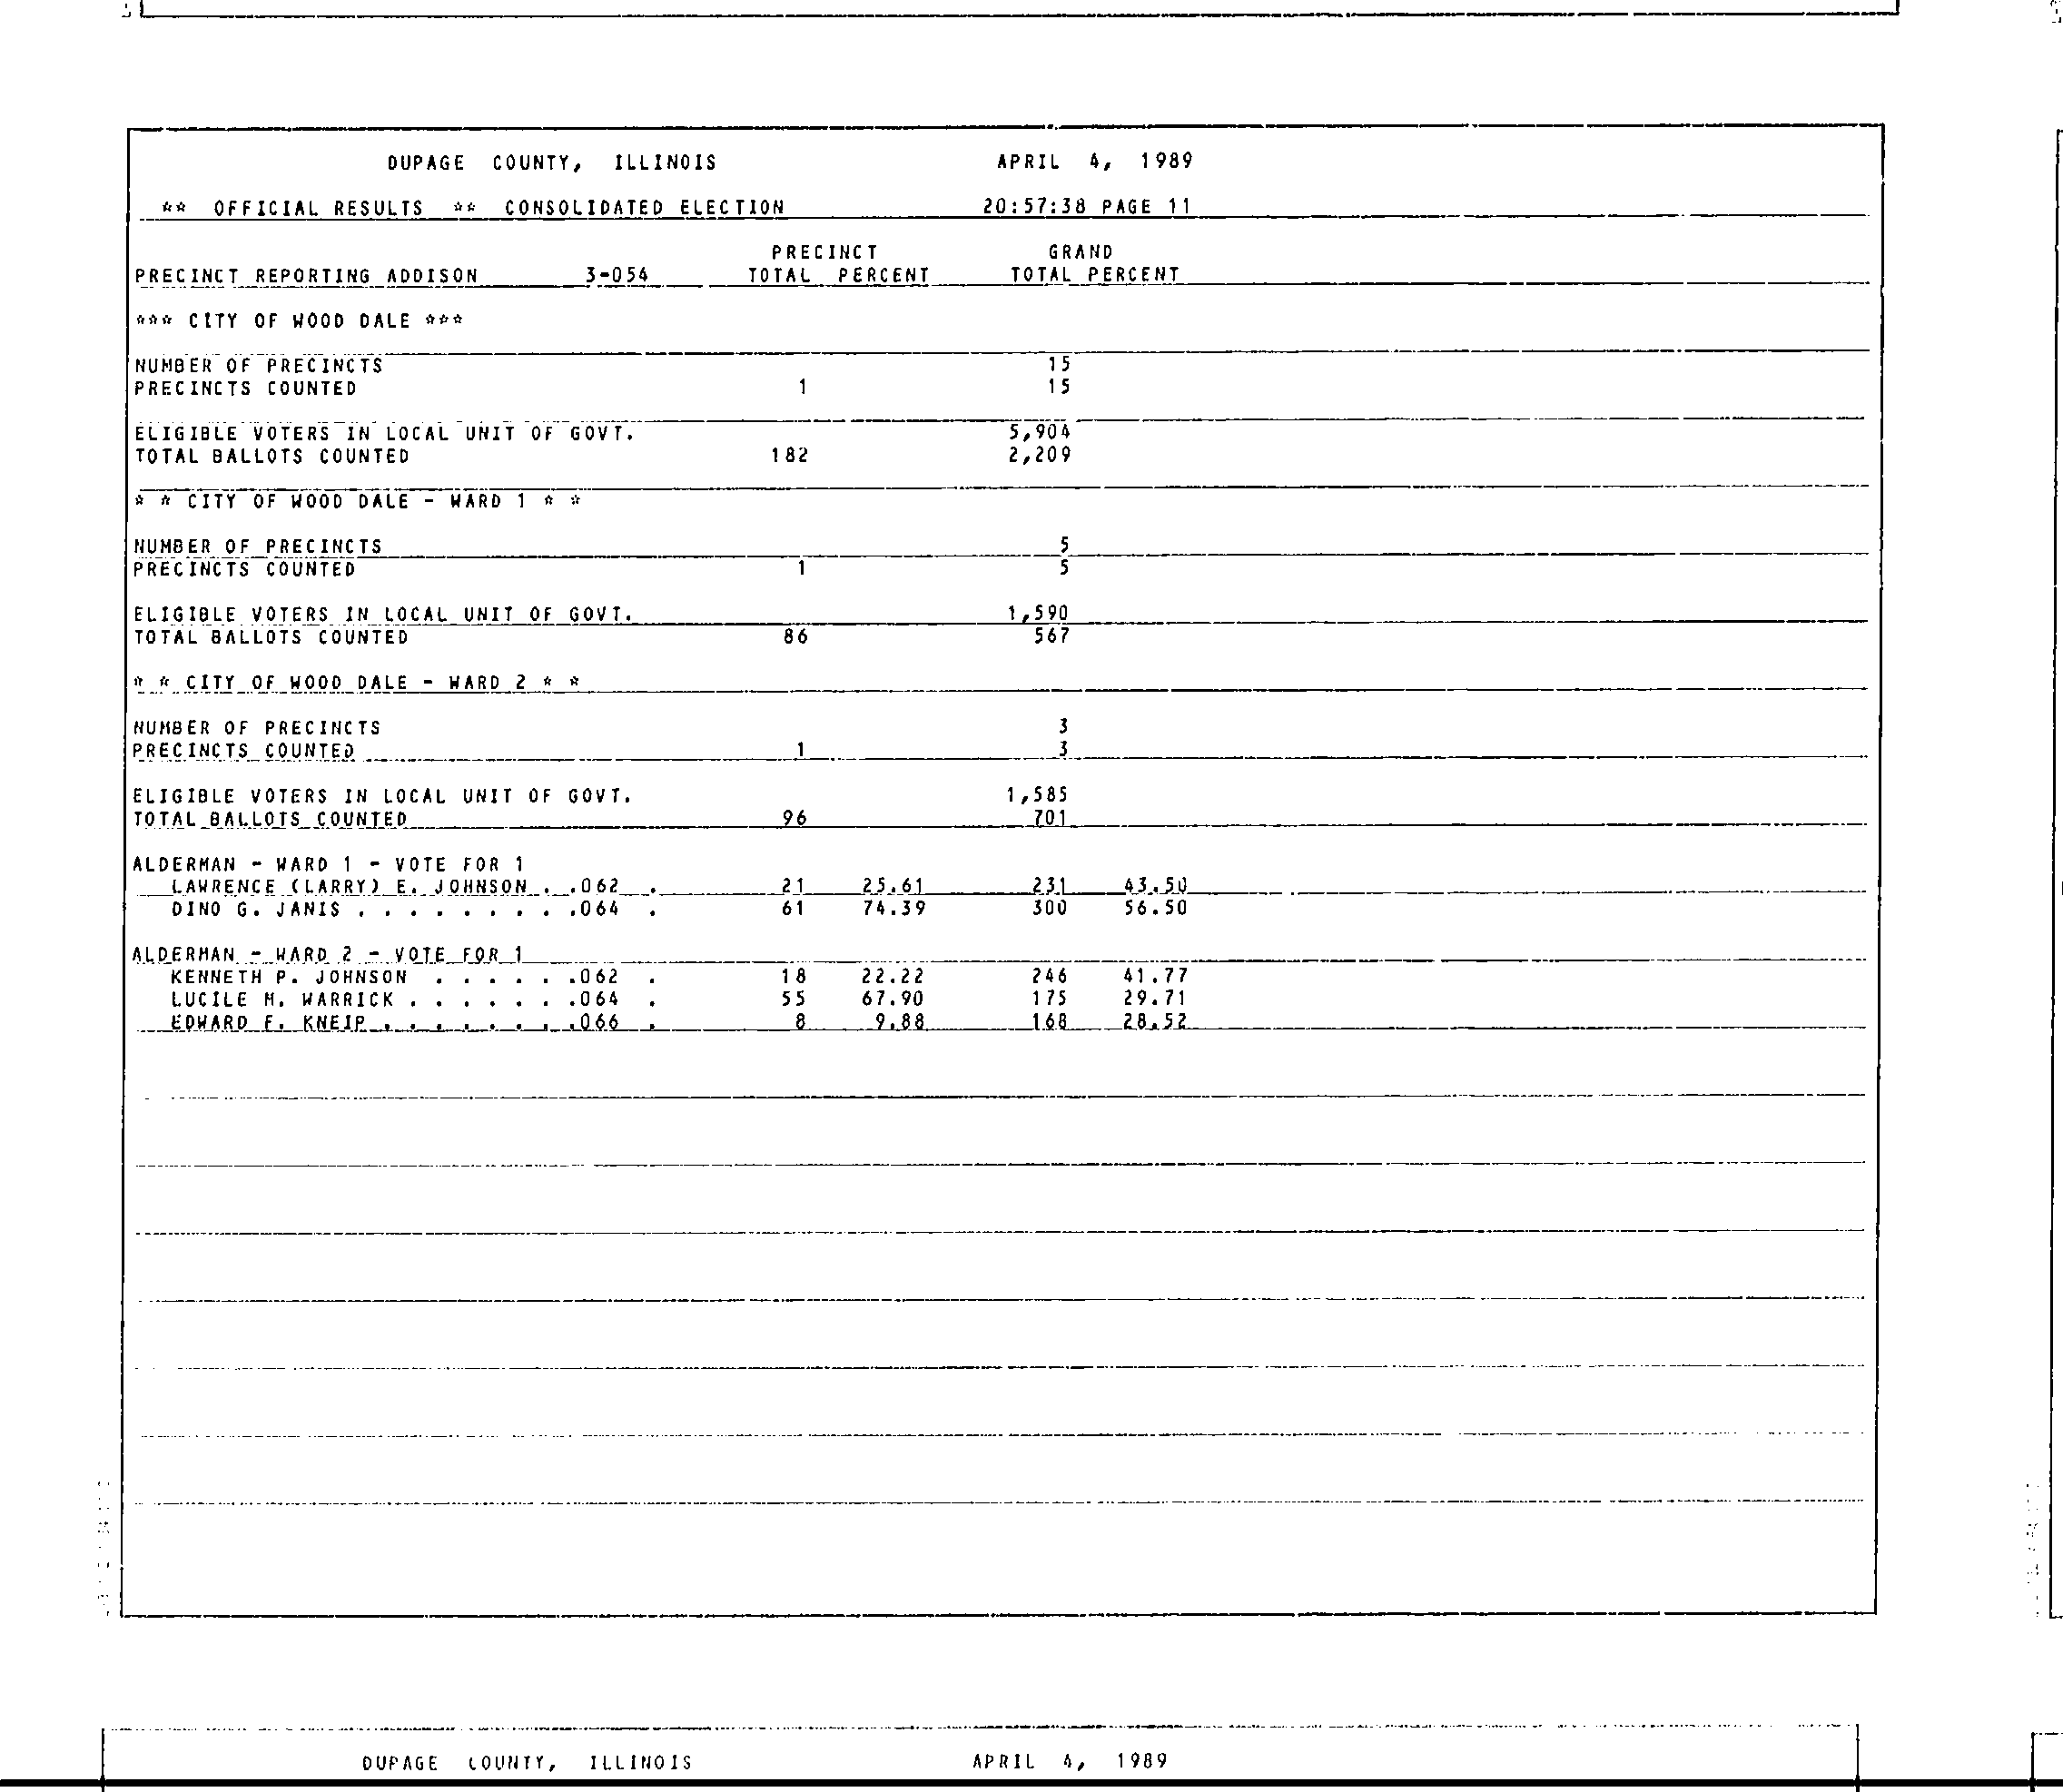 DUPAGE COUNTY, ILLINOIS APRIL 4, 1989
** OFFICIAL RESULTS ** CONSOLIDATED ELECTION 20:57:38 PAGE 11
PRECINCT GRAND
PRECINCT REPORTING ADDISON 3-054 TOTAL PERCENT TOTAL PERCENT
*** CITY OF WOOD DALE ***
NUMBER OF PRECINCTS 15
PRECINCTS COUNTED 1 15
ELIGIBLE VOTERS IN LOCAL UNIT OF GOVT. 5,904
TOTAL BALLOTS COUNTED 182 2,209
* * CITY OF WOOD DALE - WARD 1 * *
NUMBER OF PRECINCTS 5
PRECINCTS COUNTED 1 5
ELIGIBLE VOTERS IN LOCAL UNIT OF GOVT. 1,590
TOTAL BALLOTS COUNTED 86 567
* * CITY OF WOOD DALE - WARD 2 * *
NUMBER OF PRECINCTS 3
PRECINCTS COUNTED 1 3
ELIGIBLE VOTERS IN LOCAL UNIT OF GOVT. 1,585
TOTAL BALLOTS COUNTED 96 701
ALDERMAN - WARD 1 - VOTE FOR 1
LAWRENCE (LARRY) E. JOHNSON . .062 . 21 25.61 231 43.50
DINO G. JANIS . . . . . . . . .064 . 61 74.39 300 56.50
ALDERMAN - WARD 2 - VOTE FOR 1
KENNETH P. JOHNSON . . . . . .062 . 18 22.22 246 41.77
LUCILE M. WARRICK . . . . . . .064 . 55 67.90 175 29.71
EDWARD F. KNEIP . . . . . . . .066 . 8 9.88 168 28.52
DUPAGE COUNTY, ILLINOIS APRIL 4, 1989